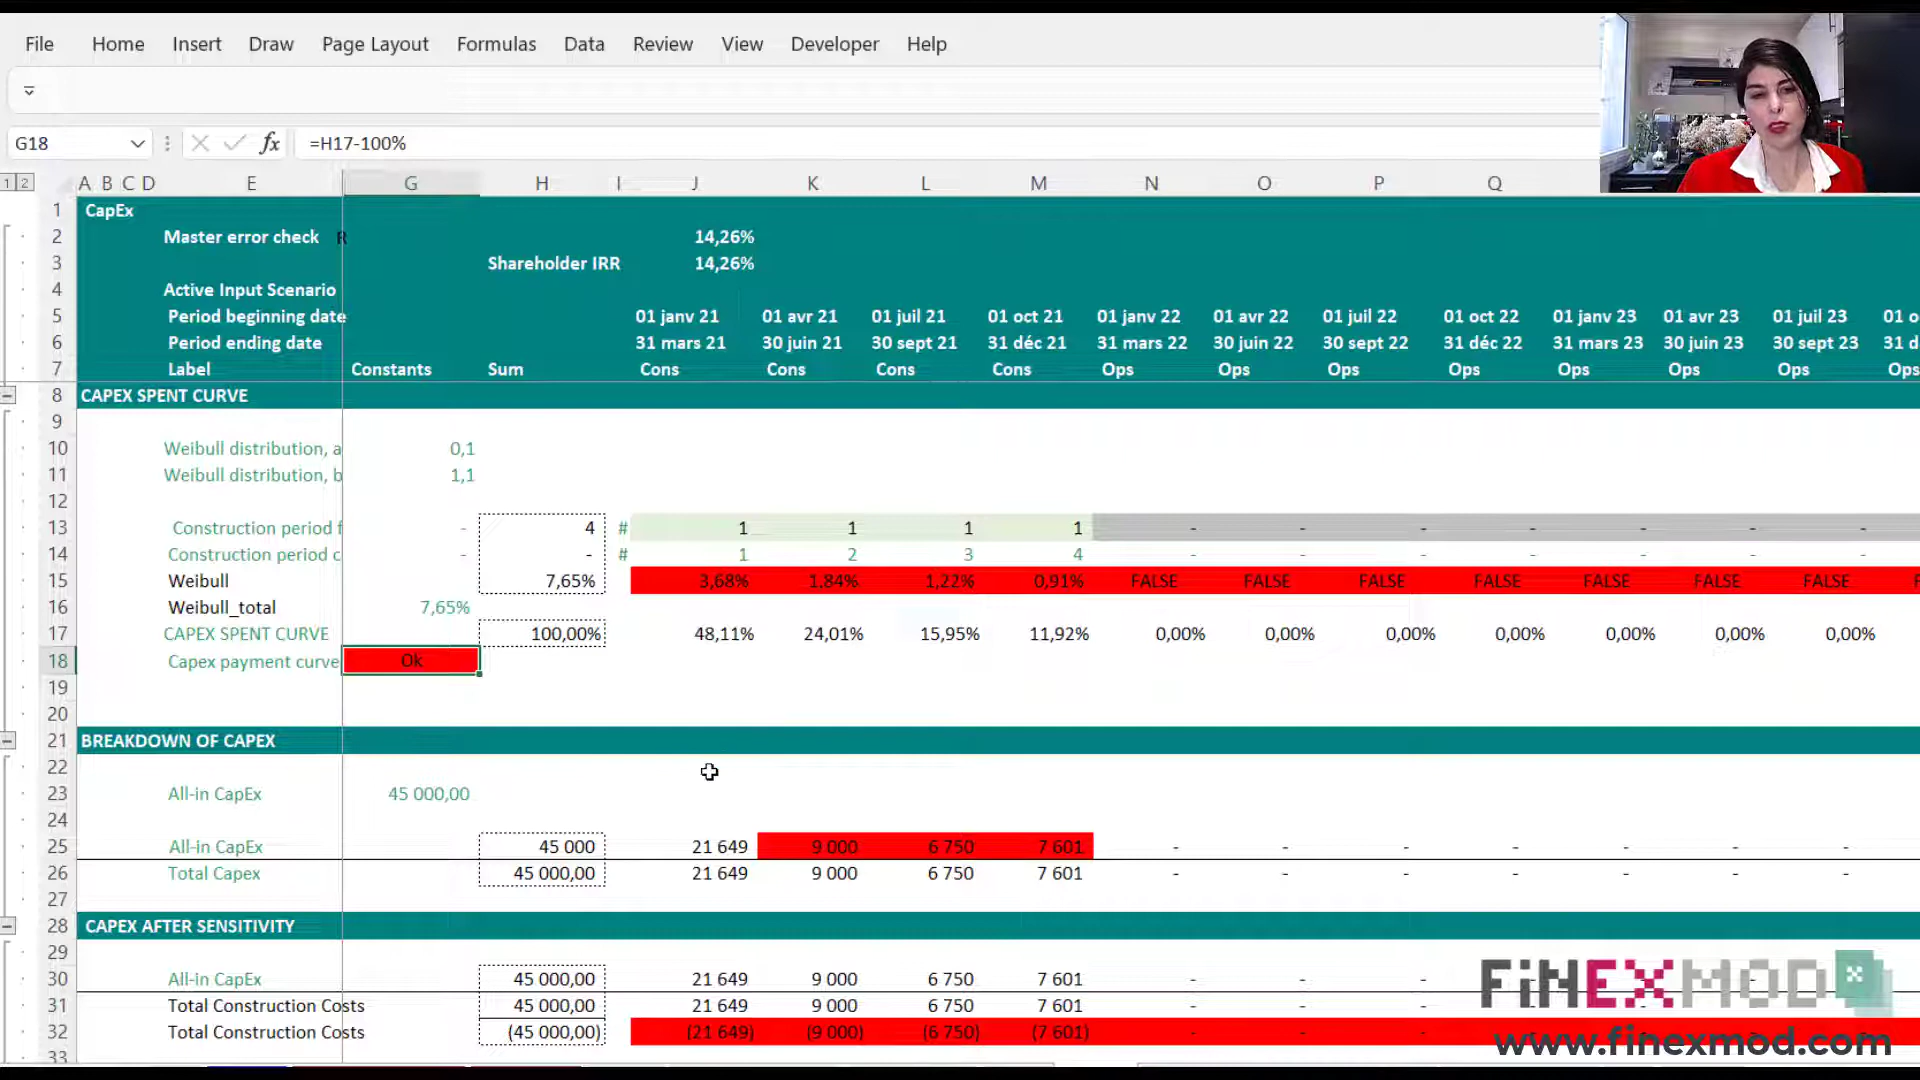 File Home Insert Draw Page Layout Formulas Data Review View Developer Help
G18 fx =H17-100%
1 2 A B C D E G H I J K L M N O P Q
1 CapEx
2 Master error check R 14,26%
3 Shareholder IRR 14,26%
4 Active Input Scenario
5 Period beginning date 01 janv 21 01 avr 21 01 juil 21 01 oct 21 01 janv 22 01 avr 22 01 juil 22 01 oct 22 01 janv 23 01 avr 23 01 juil 23 01 o
6 Period ending date 31 mars 21 30 juin 21 30 sept 21 31 déc 21 31 mars 22 30 juin 22 30 sept 22 31 déc 22 31 mars 23 30 juin 23 30 sept 23 31 d
7 Label Constants Sum Cons Cons Cons Cons Ops Ops Ops Ops Ops Ops Ops Ops
8 CAPEX SPENT CURVE
9
10 Weibull distribution, a 0,1
11 Weibull distribution, b 1,1
12
13 Construction period f - 4 # 1 1 1 1 - - - - - - -
14 Construction period c - - # 1 2 3 4 - - - - - - -
15 Weibull 7,65% 3,68% 1,84% 1,22% 0,91% FALSE FALSE FALSE FALSE FALSE FALSE FALSE F
16 Weibull_total 7,65%
17 CAPEX SPENT CURVE 100,00% 48,11% 24,01% 15,95% 11,92% 0,00% 0,00% 0,00% 0,00% 0,00% 0,00% 0,00%
18 Capex payment curve Ok
19
20
21 BREAKDOWN OF CAPEX
22
23 All-in CapEx 45 000,00
24
25 All-in CapEx 45 000 21 649 9 000 6 750 7 601 - - - - - - -
26 Total Capex 45 000,00 21 649 9 000 6 750 7 601 - - - - - - -
27
28 CAPEX AFTER SENSITIVITY
29
30 All-in CapEx 45 000,00 21 649 9 000 6 750 7 601 - - - -
31 Total Construction Costs 45 000,00 21 649 9 000 6 750 7 601 - - - -
32 Total Construction Costs (45 000,00) (21 649) (9 000) (6 750) (7 601) - - - -
33
FiNEXMOD
www.finexmod.com